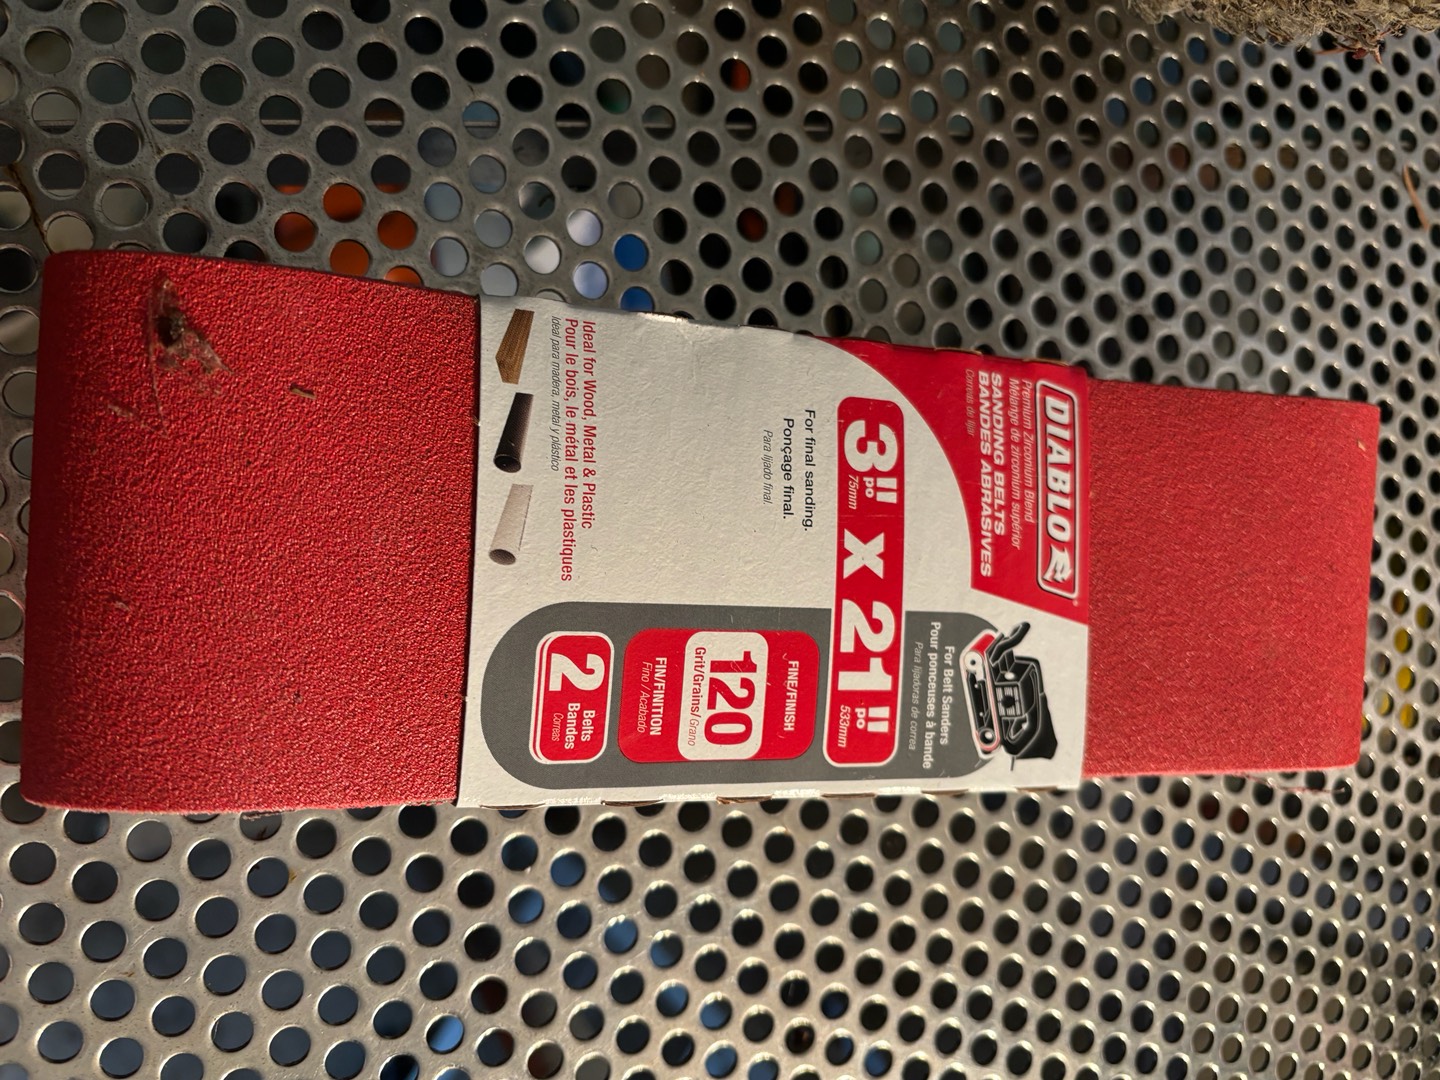 DIABLO
Premium Zirconium Blend
Mélange de zirconium supérior
SANDING BELTS
BANDES ABRASIVES
Correas de lijar
For Belt Sanders
Pour ponceuses à bande
Para lijadoras de correa
3" po x 21" po
75mm 533mm
For final sanding.
Ponçage final.
Para lijado final.
FINE/FINISH
120
Grit/Grains/Grano
FIN/FINITION
Fino / Acabado
2 Belts
Bandes
Correas
Ideal for Wood, Metal & Plastic
Pour le bois, le métal et les plastiques
Ideal para madera, metal y plástico